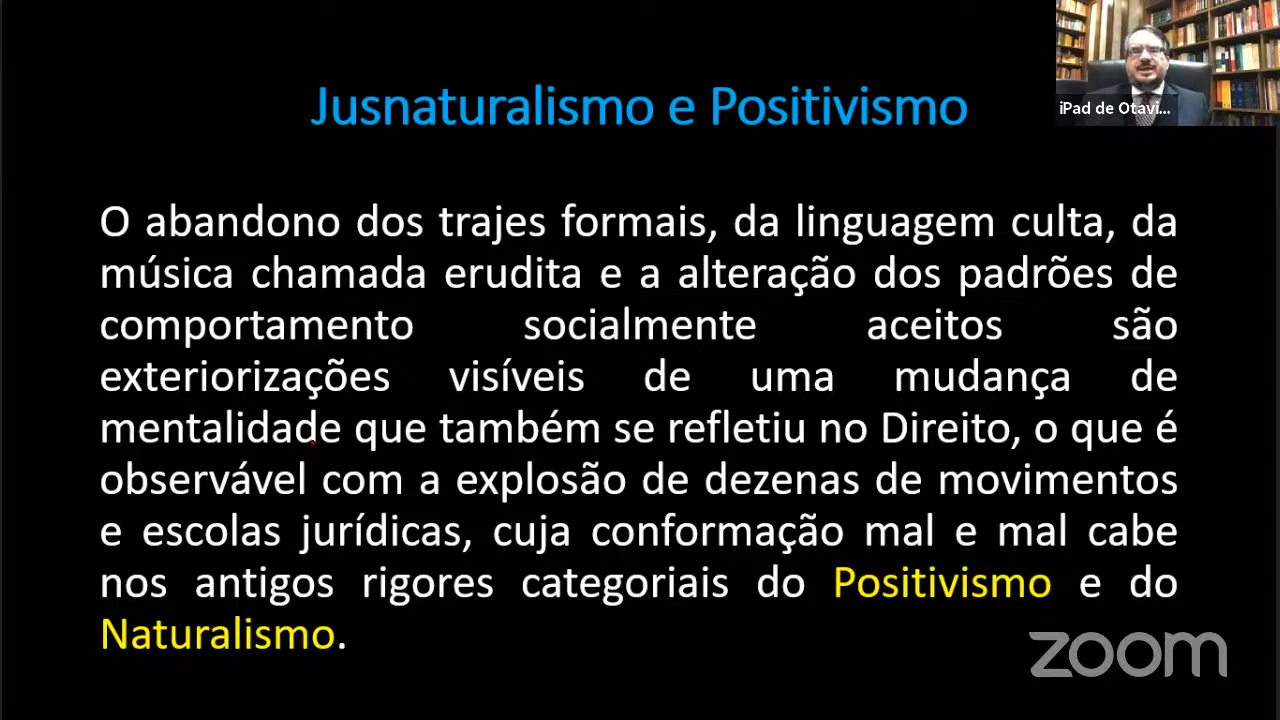 Jusnaturalismo e Positivismo
iPad de Otavi...
O abandono dos trajes formais, da linguagem culta, da
música chamada erudita e a alteração dos padrões de
comportamento socialmente aceitos são
exteriorizações visíveis de uma mudança de
mentalidade que também se refletiu no Direito, o que é
observável com a explosão de dezenas de movimentos
e escolas jurídicas, cuja conformação mal e mal cabe
nos antigos rigores categoriais do Positivismo e do
Naturalismo.
zoom